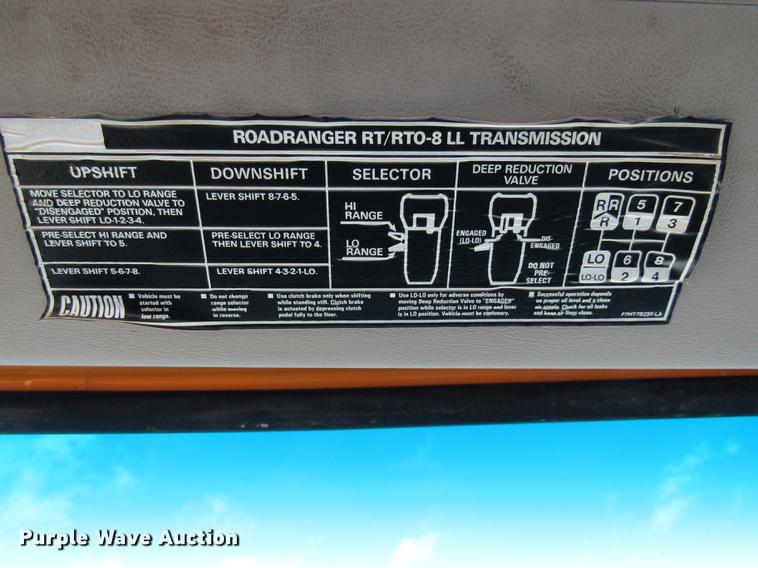 ROADRANGER RT/RTO-8 LL TRANSMISSION
UPSHIFT
MOVE SELECTOR TO LO RANGE
AND DEEP REDUCTION VALVE TO
"DISENGAGED" POSITION, THEN
LEVER SHIFT LO-1-2-3-4.
PRE-SELECT HI RANGE AND
LEVER SHIFT TO 5.
LEVER SHIFT 5-6-7-8.
DOWNSHIFT
LEVER SHIFT 8-7-6-5.
PRE-SELECT LO RANGE
THEN LEVER SHIFT TO 4.
LEVER SHIFT 4-3-2-1-LO.
SELECTOR
HI
RANGE
LO
RANGE
DEEP REDUCTION
VALVE
ENGAGED
(LO-LO)
DIS-
ENGAGED
DO NOT
PRE-
SELECT
POSITIONS
R R 5 7
R 1 3
LO 6 8
LO-LO 2 4
CAUTION
■ Vehicle must be
started with
selector in
low range.
■ Do not change
range selector
while moving
in reverse.
■ Use clutch brake only when shifting
while standing still. Clutch brake
is actuated by depressing clutch
pedal fully to the floor.
■ Use LO-LO only for adverse conditions by
moving Deep Reduction Valve to "ENGAGED"
position while selector is in LO range and lever is
in LO position. Vehicle must be stationary.
■ Successful operation depends
on proper oil level and a clean
air supply. Check for oil leaks
and keep air lines clean.
Purple Wave Auction